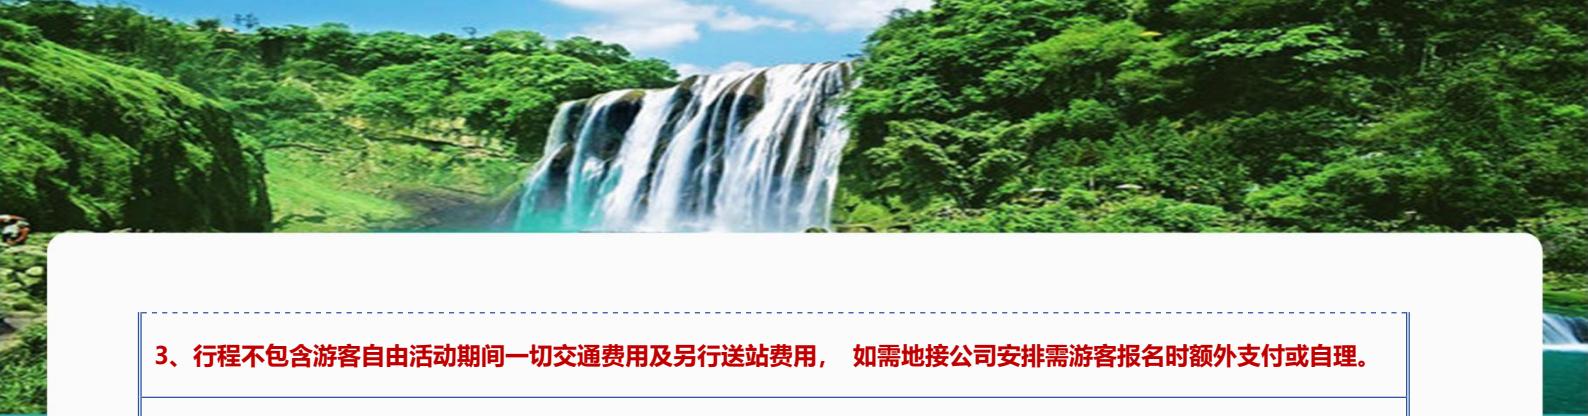 3、行程不包含游客自由活动期间一切交通费用及另行送站费用， 如需地接公司安排需游客报名时额外支付或自理。